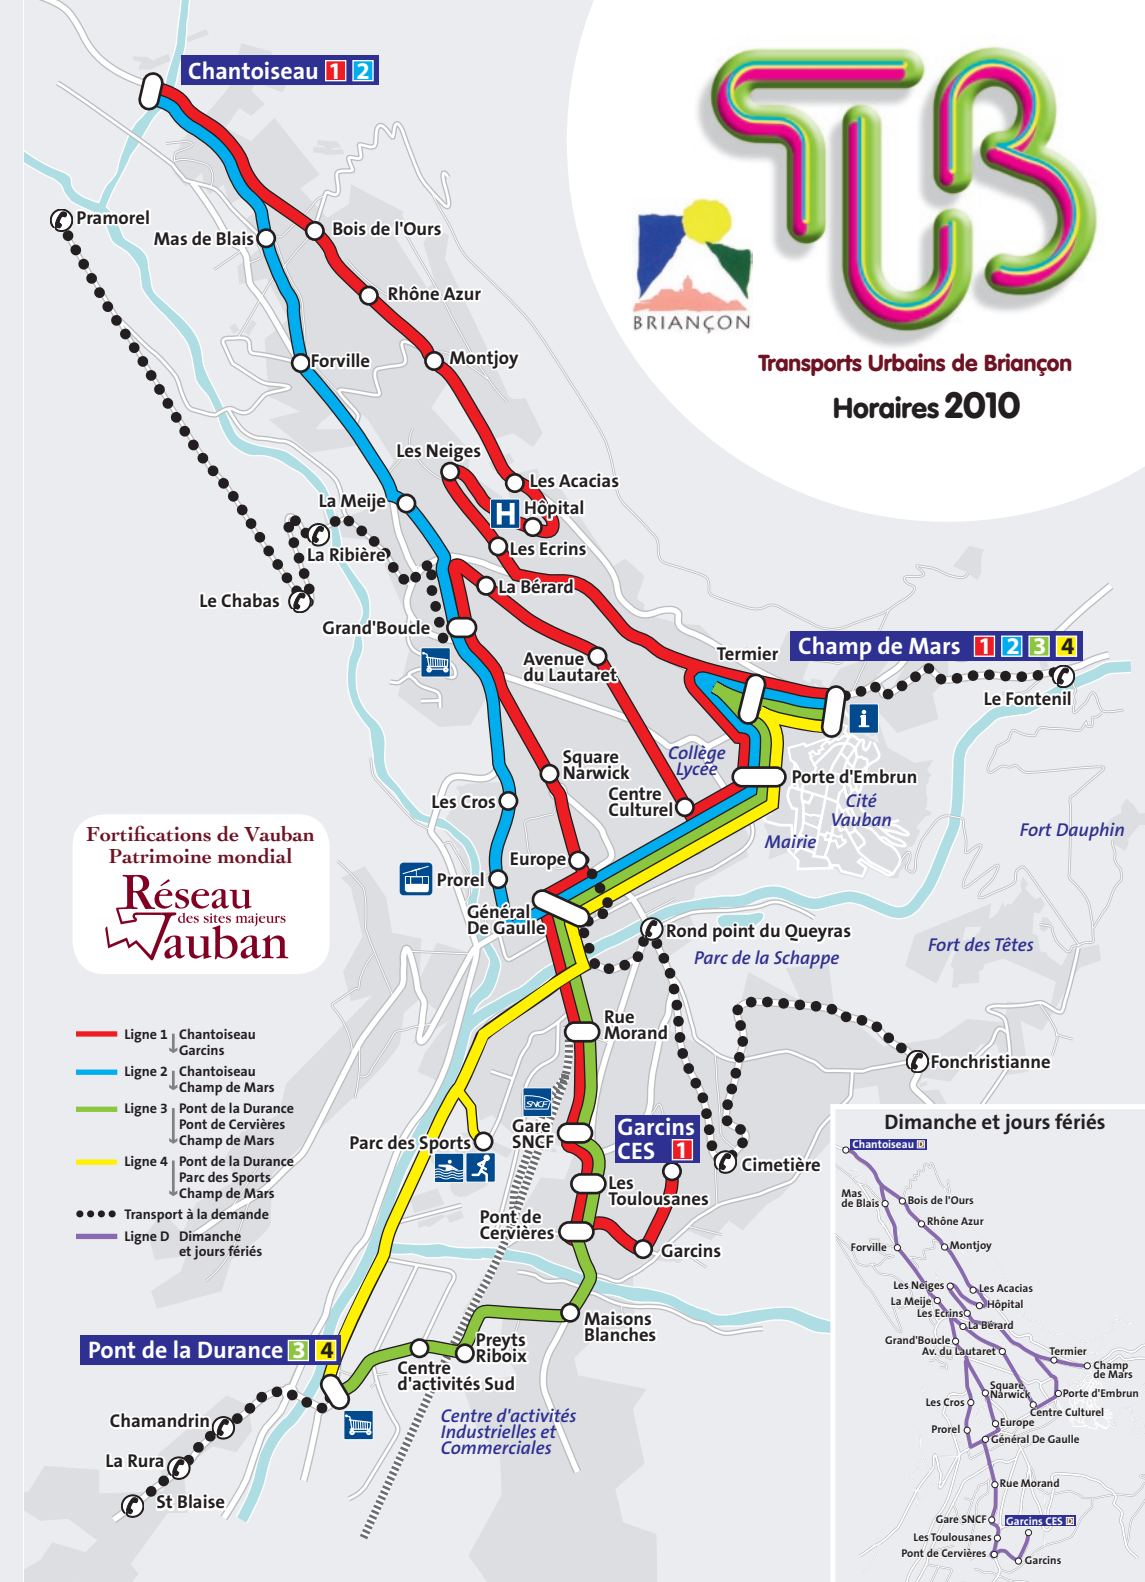 Chantoiseau 1 2
TUB
BRIANÇON
Transports Urbains de Briançon
Horaires 2010
Pramorel
Mas de Blais
Bois de l'Ours
Rhône Azur
Forville
Montjoy
Les Neiges
La Meije
Les Acacias
H Hôpital
La Ribière
Les Ecrins
Le Chabas
La Bérard
Grand'Boucle
Termier
Champ de Mars 1 2 3 4
Avenue
du Lautaret
Le Fontenil
i
Collège
Lycée
Square
Narwick
Porte d'Embrun
Les Cros
Centre
Culturel
Cité
Vauban
Fort Dauphin
Mairie
Fortifications de Vauban
Patrimoine mondial
Réseau
des sites majeurs
Vauban
Europe
Prorel
Général
De Gaulle
Rond point du Queyras
Parc de la Schappe
Fort des Têtes
Rue
Morand
Fonchristianne
Ligne 1 Chantoiseau
Garcins
Ligne 2 Chantoiseau
Champ de Mars
Ligne 3 Pont de la Durance
Pont de Cervières
Champ de Mars
Ligne 4 Pont de la Durance
Parc des Sports
Champ de Mars
Transport à la demande
Ligne D Dimanche
et jours fériés
SNCF
Gare
SNCF
Parc des Sports
Garcins
CES 1
Cimetière
Les
Toulousanes
Pont de
Cervières
Garcins
Maisons
Blanches
Preyts
Riboix
Pont de la Durance 3 4
Centre
d'activités Sud
Centre d'activités
Industrielles et
Commerciales
Chamandrin
La Rura
St Blaise
Dimanche et jours fériés
Chantoiseau D
Mas
de Blais
Bois de l'Ours
Rhône Azur
Forville
Montjoy
Les Neiges
Les Acacias
La Meije
Hôpital
Les Ecrins
La Bérard
Grand'Boucle
Av. du Lautaret
Termier
Champ
de Mars
Square
Narwick
Porte d'Embrun
Les Cros
Centre Culturel
Europe
Prorel
Général De Gaulle
Rue Morand
Gare SNCF
Garcins CES D
Les Toulousanes
Pont de Cervières
Garcins